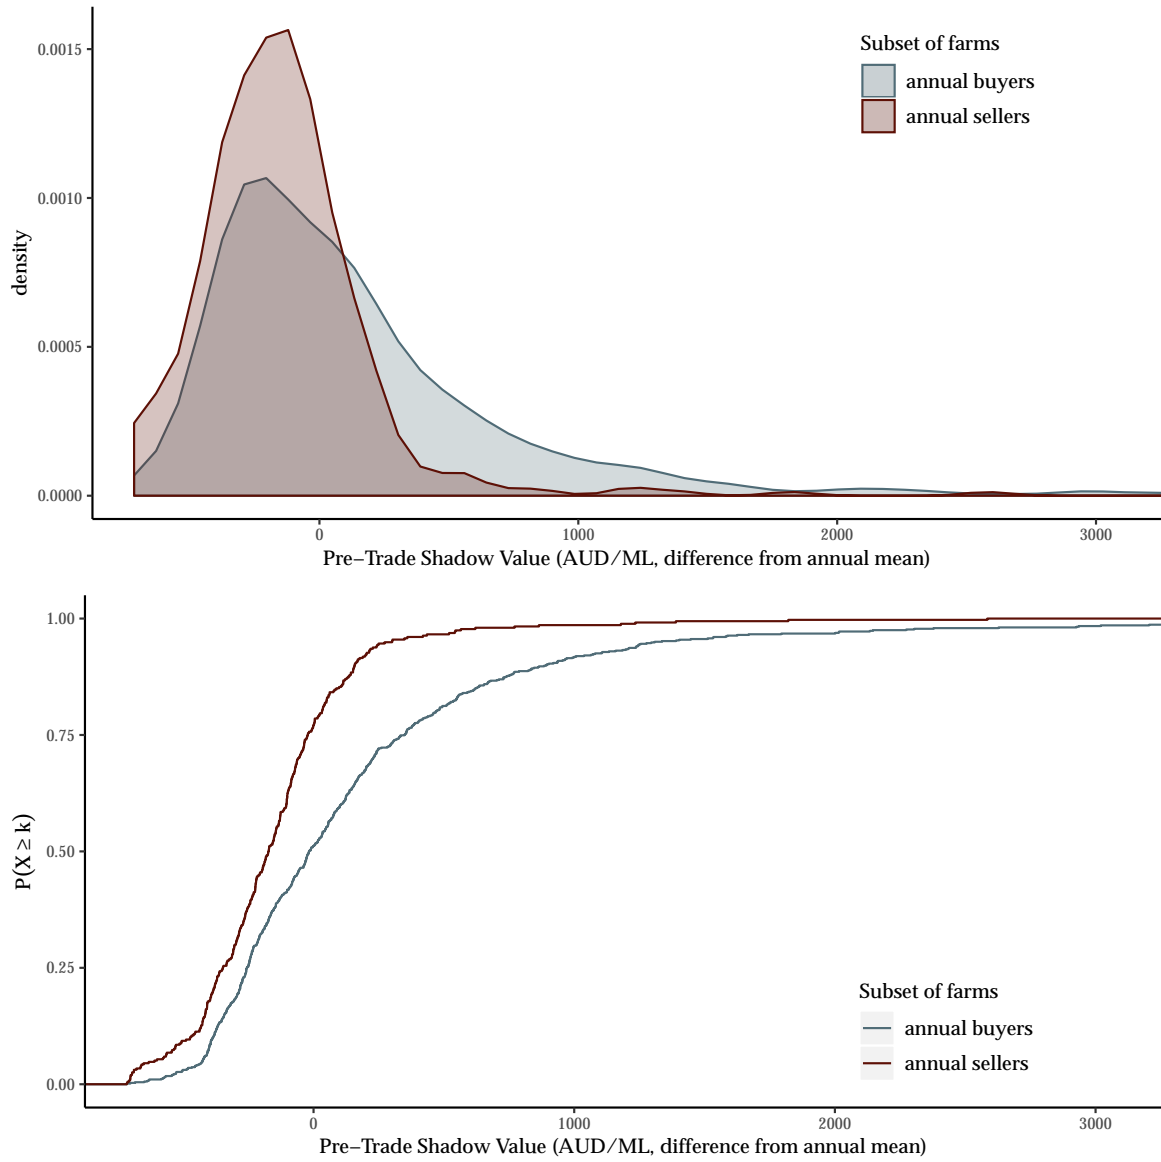 Subset of farms
annual buyers
annual sellers
0.0015
0.0010
0.0005
0.0000
density
0 1000 2000 3000
Pre−Trade Shadow Value (AUD/ML, difference from annual mean)
1.00
0.75
0.50
0.25
0.00
P(X ≥ k)
Subset of farms
annual buyers
annual sellers
0 1000 2000 3000
Pre−Trade Shadow Value (AUD/ML, difference from annual mean)